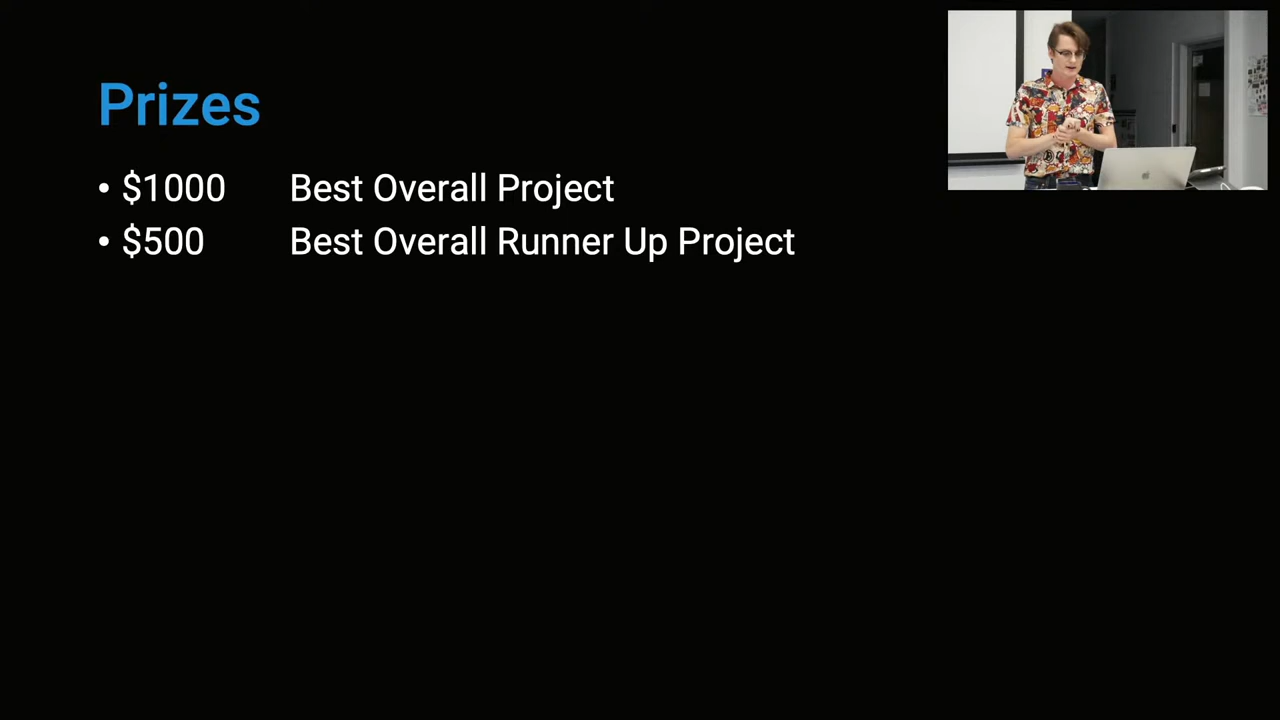 Prizes
• $1000 Best Overall Project
• $500 Best Overall Runner Up Project